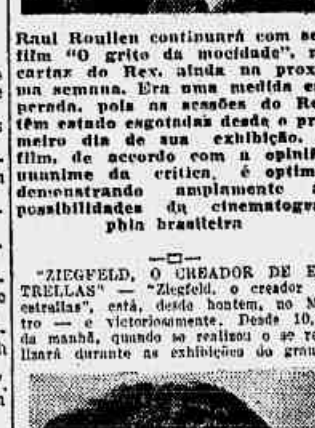 Raul Roulien continuará com se
film "O grito da mocidade",
cartaz do Rex, ainda na prox
ma semana. Era uma medida e
perada, pois as sessões do Re
têm estado esgotadas desde o pr
meiro dia de sua exhibição.
film, de accordo com a opini
unanime da critica, é optim
demonstrando amplamente
possibilidades da cinematogra
phia brasileira
"ZIEGFELD, O CREADOR DE E
TRELLAS" — "Ziegfeld, o creador
estrellas", está, desde hontem, no M
tro — e victoriosamente. Desde 10,
da manhã, quando se realizou o se re
lizará durante as exhibições do gran